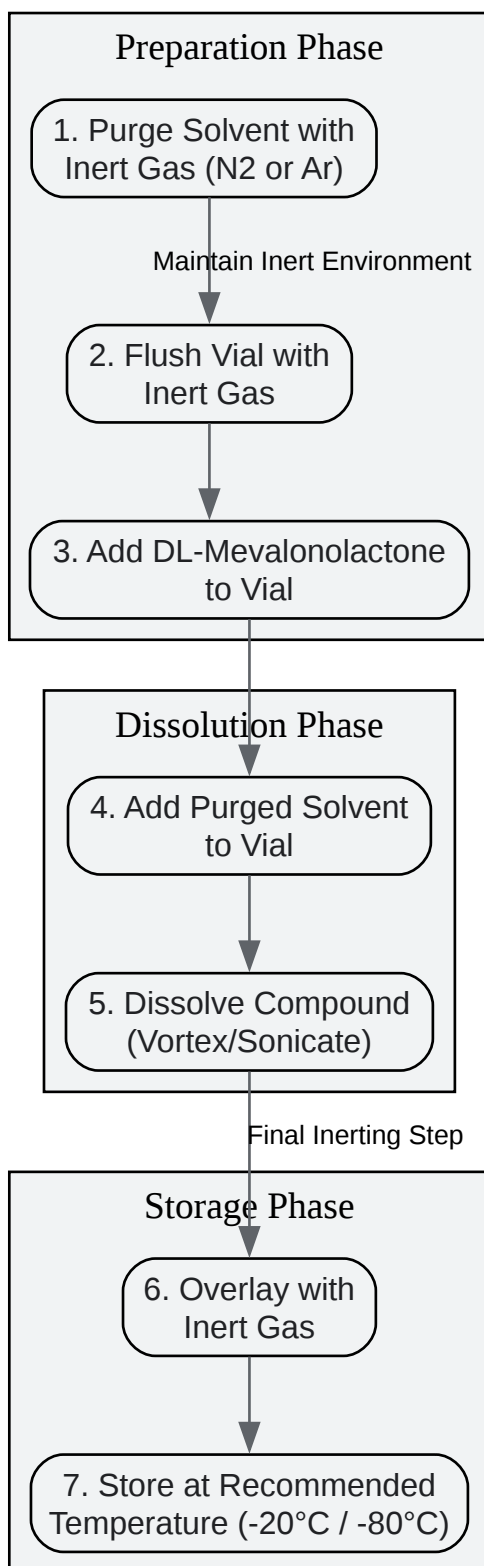 Preparation Phase
1. Purge Solvent with
Inert Gas (N2 or Ar)
Maintain Inert Environment
2. Flush Vial with
Inert Gas
3. Add DL-Mevalonolactone
to Vial
Dissolution Phase
4. Add Purged Solvent
to Vial
5. Dissolve Compound
(Vortex/Sonicate)
Final Inerting Step
Storage Phase
6. Overlay with
Inert Gas
7. Store at Recommended
Temperature (-20°C / -80°C)